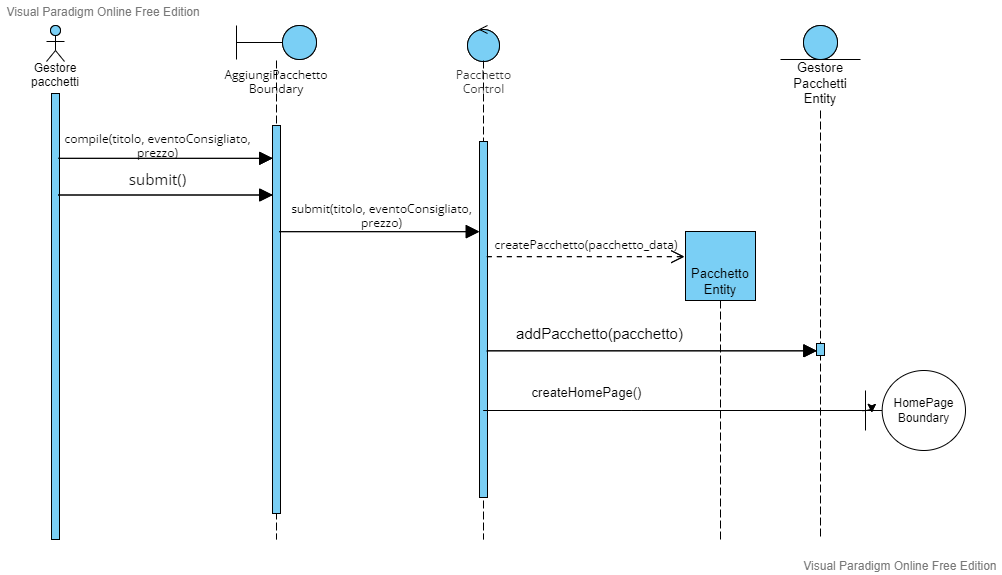 Visual Paradigm Online Free Edition
Gestore
pacchetti
AggiungiPacchetto
Boundary
Pacchetto
Control
Gestore
Pacchetti
Entity
compile(titolo, eventoConsigliato,
prezzo)
submit()
submit(titolo, eventoConsigliato,
prezzo)
createPacchetto(pacchetto_data)
Pacchetto
Entity
addPacchetto(pacchetto)
createHomePage()
HomePage
Boundary
Visual Paradigm Online Free Edition